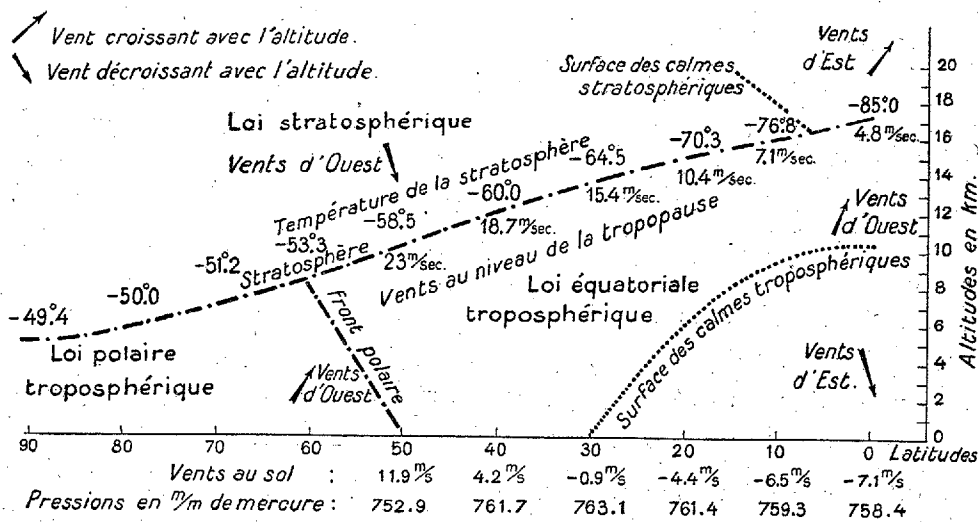 Vent croissant avec l'altitude.
Vent décroissant avec l'altitude.
Vents
d'Est
Surface des calmes
stratosphériques
Loi stratosphérique
Vents d'Ouest
Température de la stratosphère
-49°4
-50°0
-51°2
-53°3
-58°5
-60°0
-64°5
-70°3
-76°8
-85°0
Stratosphère
23 m/sec.
18.7 m/sec.
15.4 m/sec.
10.4 m/sec.
7.1 m/sec.
4.8 m/sec.
Vents au niveau de la tropopause
Vents
d'Ouest
Loi équatoriale
troposphérique
Surface des calmes troposphériques
Loi polaire
troposphérique
front polaire
Vents
d'Ouest
Vents
d'Est.
20
18
16
14
12
10
8
6
4
2
0
Altitudes en km.
90 80 70 60 50 40 30 20 10 0 Latitudes
Vents au sol : 11.9 m/s 4.2 m/s -0.9 m/s -4.4 m/s -6.5 m/s -7.1 m/s
Pressions en m/m de mercure : 752.9 761.7 763.1 761.4 759.3 758.4